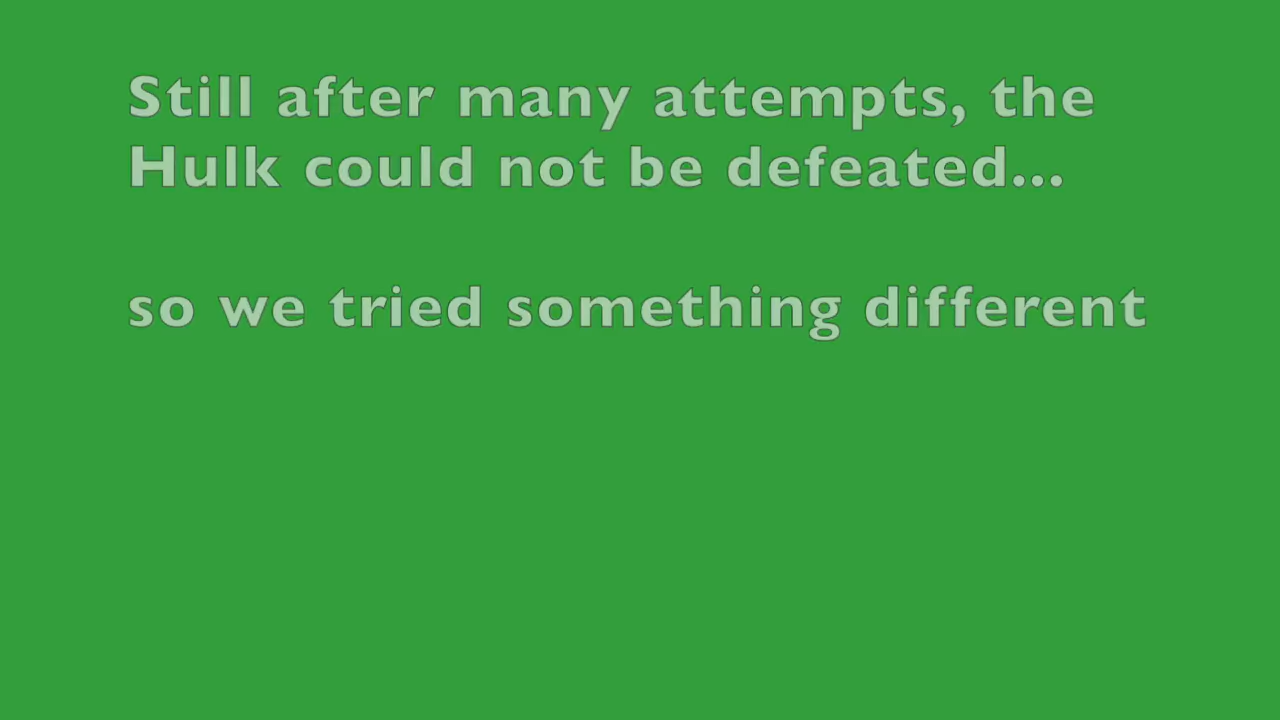 Still after many attempts, the
Hulk could not be defeated...
so we tried something different